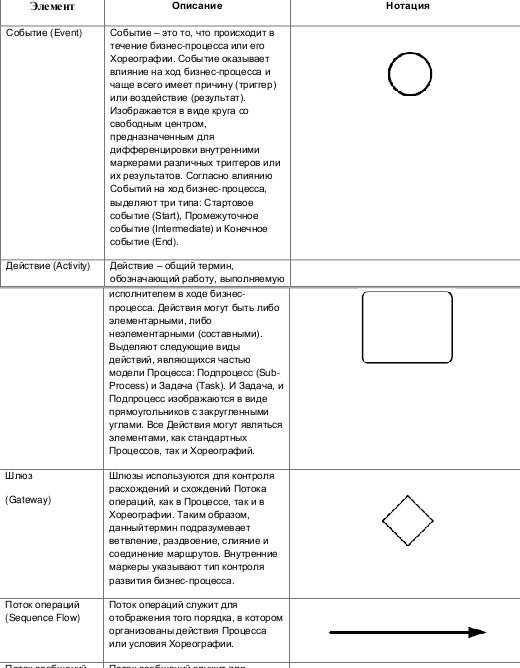 Элемент
Описание
Нотация
Событие (Event)
Событие – это то, что происходит в
течение бизнес-процесса или его
Хореографии. Событие оказывает
влияние на ход бизнес-процесса и
чаще всего имеет причину (триггер)
или воздействие (результат).
Изображается в виде круга со
свободным центром,
предназначенным для
дифференцировки внутренними
маркерами различных триггеров или
их результатов. Согласно влиянию
Событий на ход бизнес-процесса,
выделяют три типа: Стартовое
событие (Start), Промежуточное
событие (Intermediate) и Конечное
событие (End).
Действие (Activity)
Действие – общий термин,
обозначающий работу, выполняемую
исполнителем в ходе бизнес-
процесса. Действия могут быть либо
элементарными, либо
неэлементарными (составными).
Выделяют следующие виды
действий, являющихся частью
модели Процесса: Подпроцесс (Sub-
Process) и Задача (Task). И Задача, и
Подпроцесс изображаются в виде
прямоугольников с закругленными
углами. Все Действия могут являться
элементами, как стандартных
Процессов, так и Хореографий.
Шлюз
(Gateway)
Шлюзы используются для контроля
расхождений и схождений Потока
операций, как в Процессе, так и в
Хореографии. Таким образом,
данныйтермин подразумевает
ветвление, раздвоение, слияние и
соединение маршрутов. Внутренние
маркеры указывают тип контроля
развития бизнес-процесса.
Поток операций
(Sequence Flow)
Поток операций служит для
отображения того порядка, в котором
организованы действия Процесса
или условия Хореографии.
Поток сообщений
Поток сообщений служит для